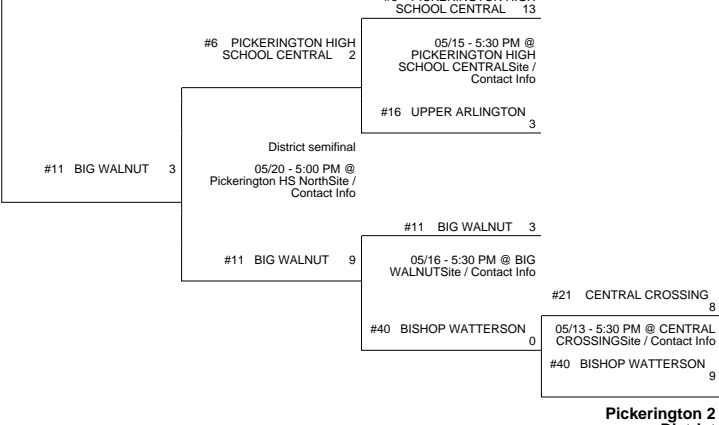 SCHOOL CENTRAL 13
#6 PICKERINGTON HIGH
SCHOOL CENTRAL 2
05/15 - 5:30 PM @
PICKERINGTON HIGH
SCHOOL CENTRALSite /
Contact Info
#16 UPPER ARLINGTON
3
District semifinal
#11 BIG WALNUT 3
05/20 - 5:00 PM @
Pickerington HS NorthSite /
Contact Info
#11 BIG WALNUT 3
#11 BIG WALNUT 9
05/16 - 5:30 PM @ BIG
WALNUTSite / Contact Info
#21 CENTRAL CROSSING
8
#40 BISHOP WATTERSON
0
05/13 - 5:30 PM @ CENTRAL
CROSSINGSite / Contact Info
#40 BISHOP WATTERSON
9
Pickerington 2